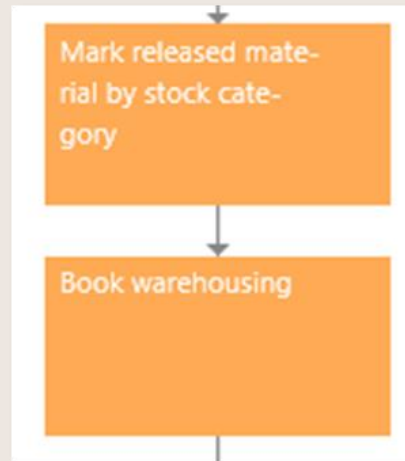 Mark released mate-
rial by stock cate-
gory
Book warehousing